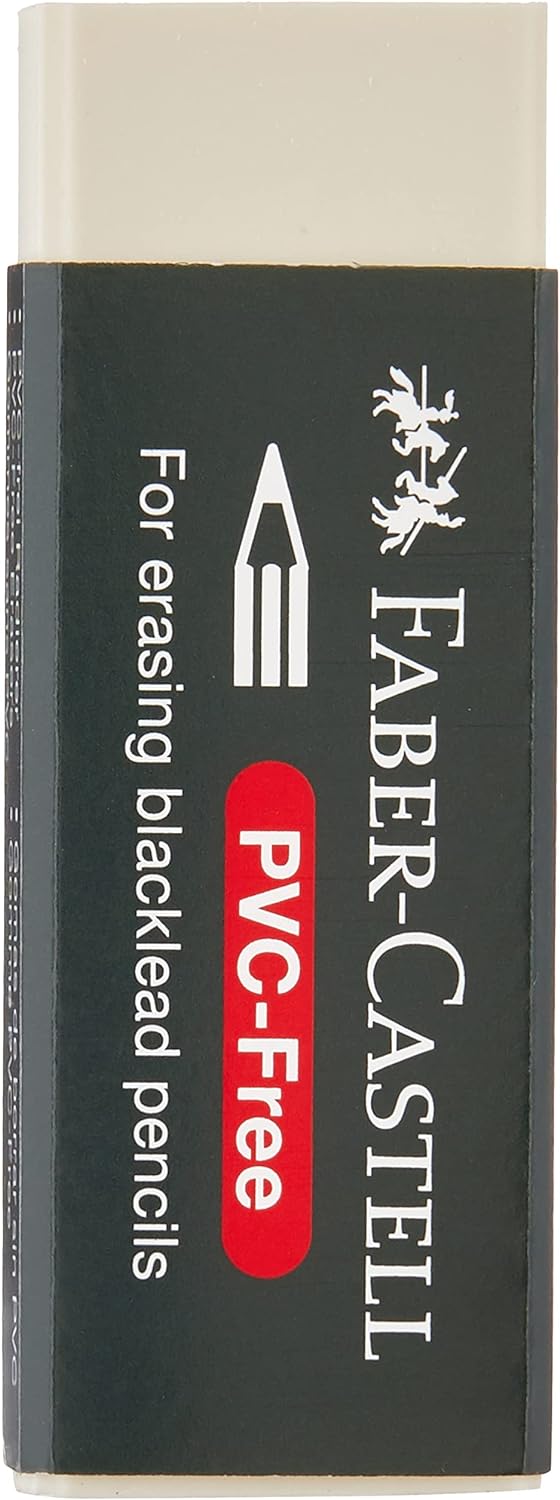 FABER-CASTELL
PVC-Free
For erasing blacklead pencils